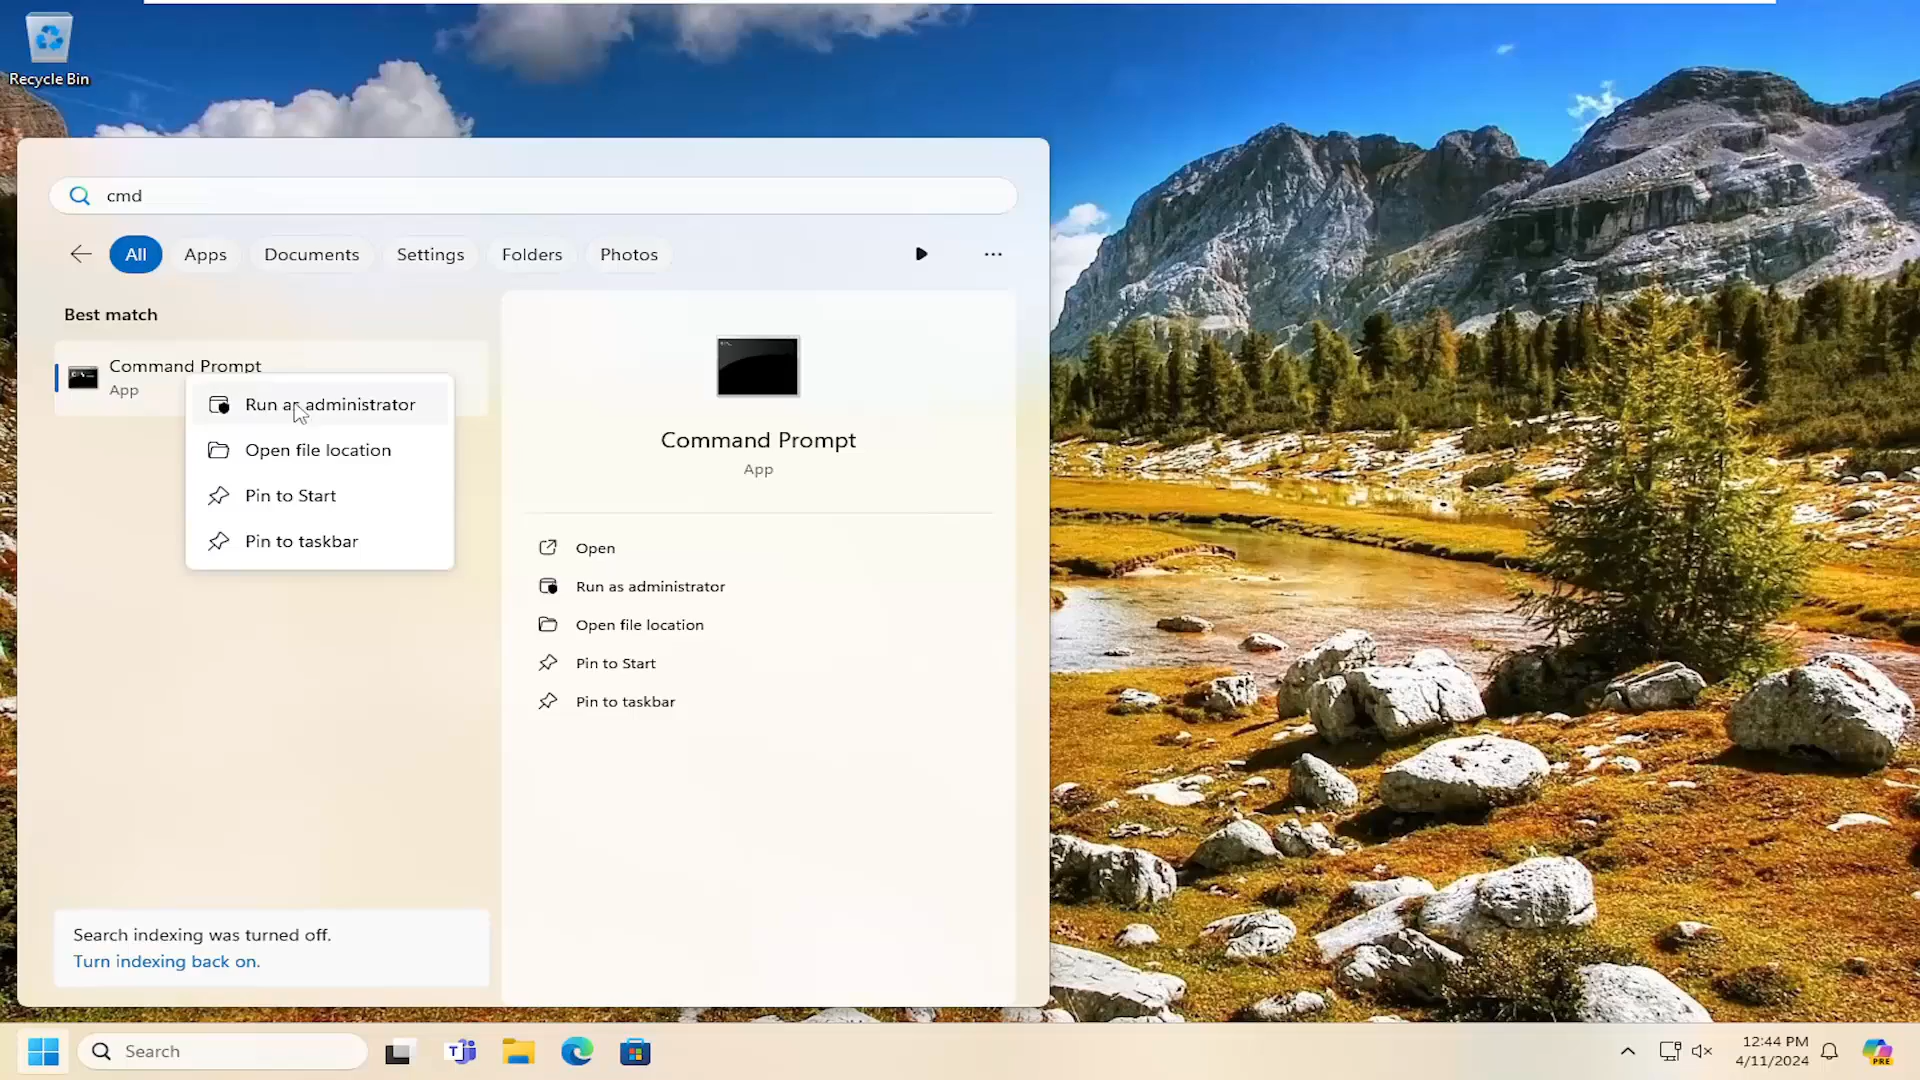 Recycle Bin
cmd
All
Apps
Documents
Settings
Folders
Photos
Best match
Command Prompt
App
Run as administrator
Open file location
Pin to Start
Pin to taskbar
Command Prompt
App
Open
Run as administrator
Open file location
Pin to Start
Pin to taskbar
Search indexing was turned off.
Turn indexing back on.
Search
12:44 PM
4/11/2024
PRE